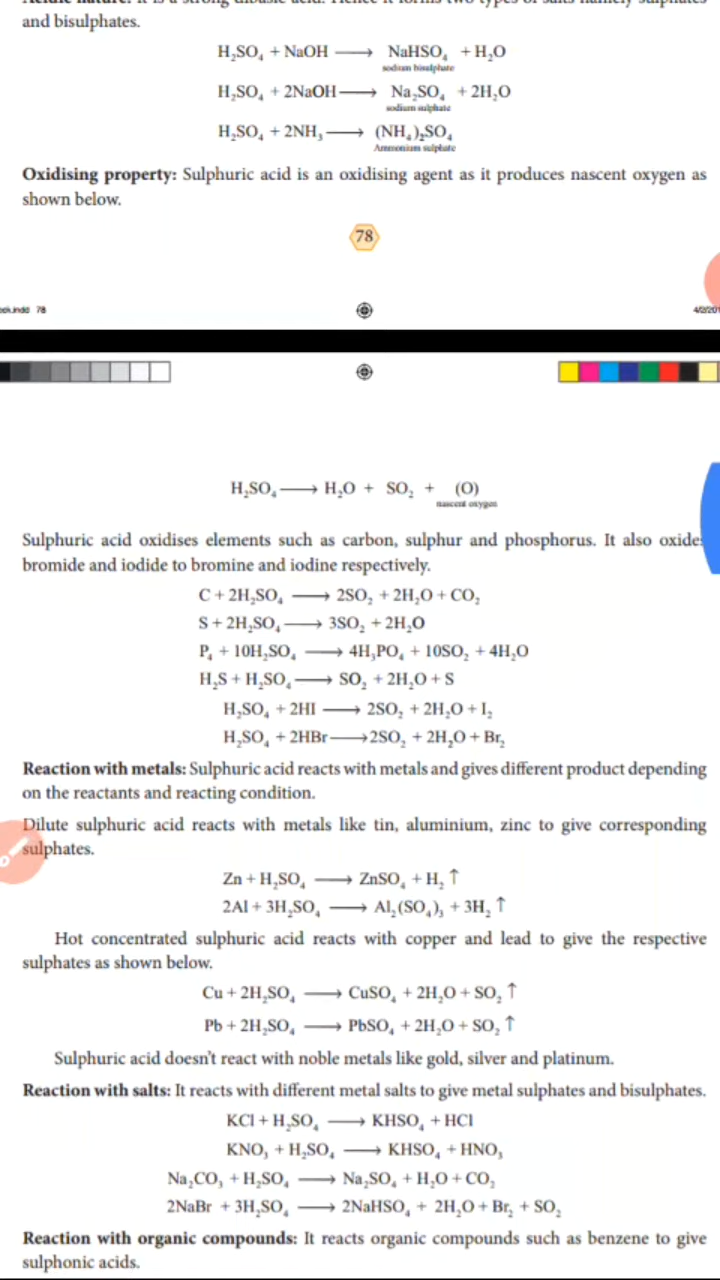 and bisulphates.
H₂SO₄ + NaOH ⟶ NaHSO₄ + H₂O
sodium bisulphate
H₂SO₄ + 2NaOH ⟶ Na₂SO₄ + 2H₂O
sodium sulphate
H₂SO₄ + 2NH₃ ⟶ (NH₄)₂SO₄
Ammonium sulphate
Oxidising property: Sulphuric acid is an oxidising agent as it produces nascent oxygen as
shown below.
78
78
H₂SO₄ ⟶ H₂O + SO₂ + (O)
nascent oxygen
Sulphuric acid oxidises elements such as carbon, sulphur and phosphorus. It also
bromide and iodide to bromine and iodine respectively.
C + 2H₂SO₄ ⟶ 2SO₂ + 2H₂O + CO₂
S + 2H₂SO₄ ⟶ 3SO₂ + 2H₂O
P₄ + 10H₂SO₄ ⟶ 4H₃PO₄ + 10SO₂ + 4H₂O
H₂S + H₂SO₄ ⟶ SO₂ + 2H₂O + S
H₂SO₄ + 2HI ⟶ 2SO₂ + 2H₂O + I₂
H₂SO₄ + 2HBr ⟶ 2SO₂ + 2H₂O + Br₂
Reaction with metals: Sulphuric acid reacts with metals and gives different product depending
on the reactants and reacting condition.
Dilute sulphuric acid reacts with metals like tin, aluminium, zinc to give corresponding
sulphates.
Zn + H₂SO₄ ⟶ ZnSO₄ + H₂ ↑
2Al + 3H₂SO₄ ⟶ Al₂(SO₄)₃ + 3H₂ ↑
Hot concentrated sulphuric acid reacts with copper and lead to give the respective
sulphates as shown below.
Cu + 2H₂SO₄ ⟶ CuSO₄ + 2H₂O + SO₂ ↑
Pb + 2H₂SO₄ ⟶ PbSO₄ + 2H₂O + SO₂ ↑
Sulphuric acid doesn't react with noble metals like gold, silver and platinum.
Reaction with salts: It reacts with different metal salts to give metal sulphates and bisulphates.
KCl + H₂SO₄ ⟶ KHSO₄ + HCl
KNO₃ + H₂SO₄ ⟶ KHSO₄ + HNO₃
Na₂CO₃ + H₂SO₄ ⟶ Na₂SO₄ + H₂O + CO₂
2NaBr + 3H₂SO₄ ⟶ 2NaHSO₄ + 2H₂O + Br₂ + SO₂
Reaction with organic compounds: It reacts organic compounds such as benzene to give
sulphonic acids.